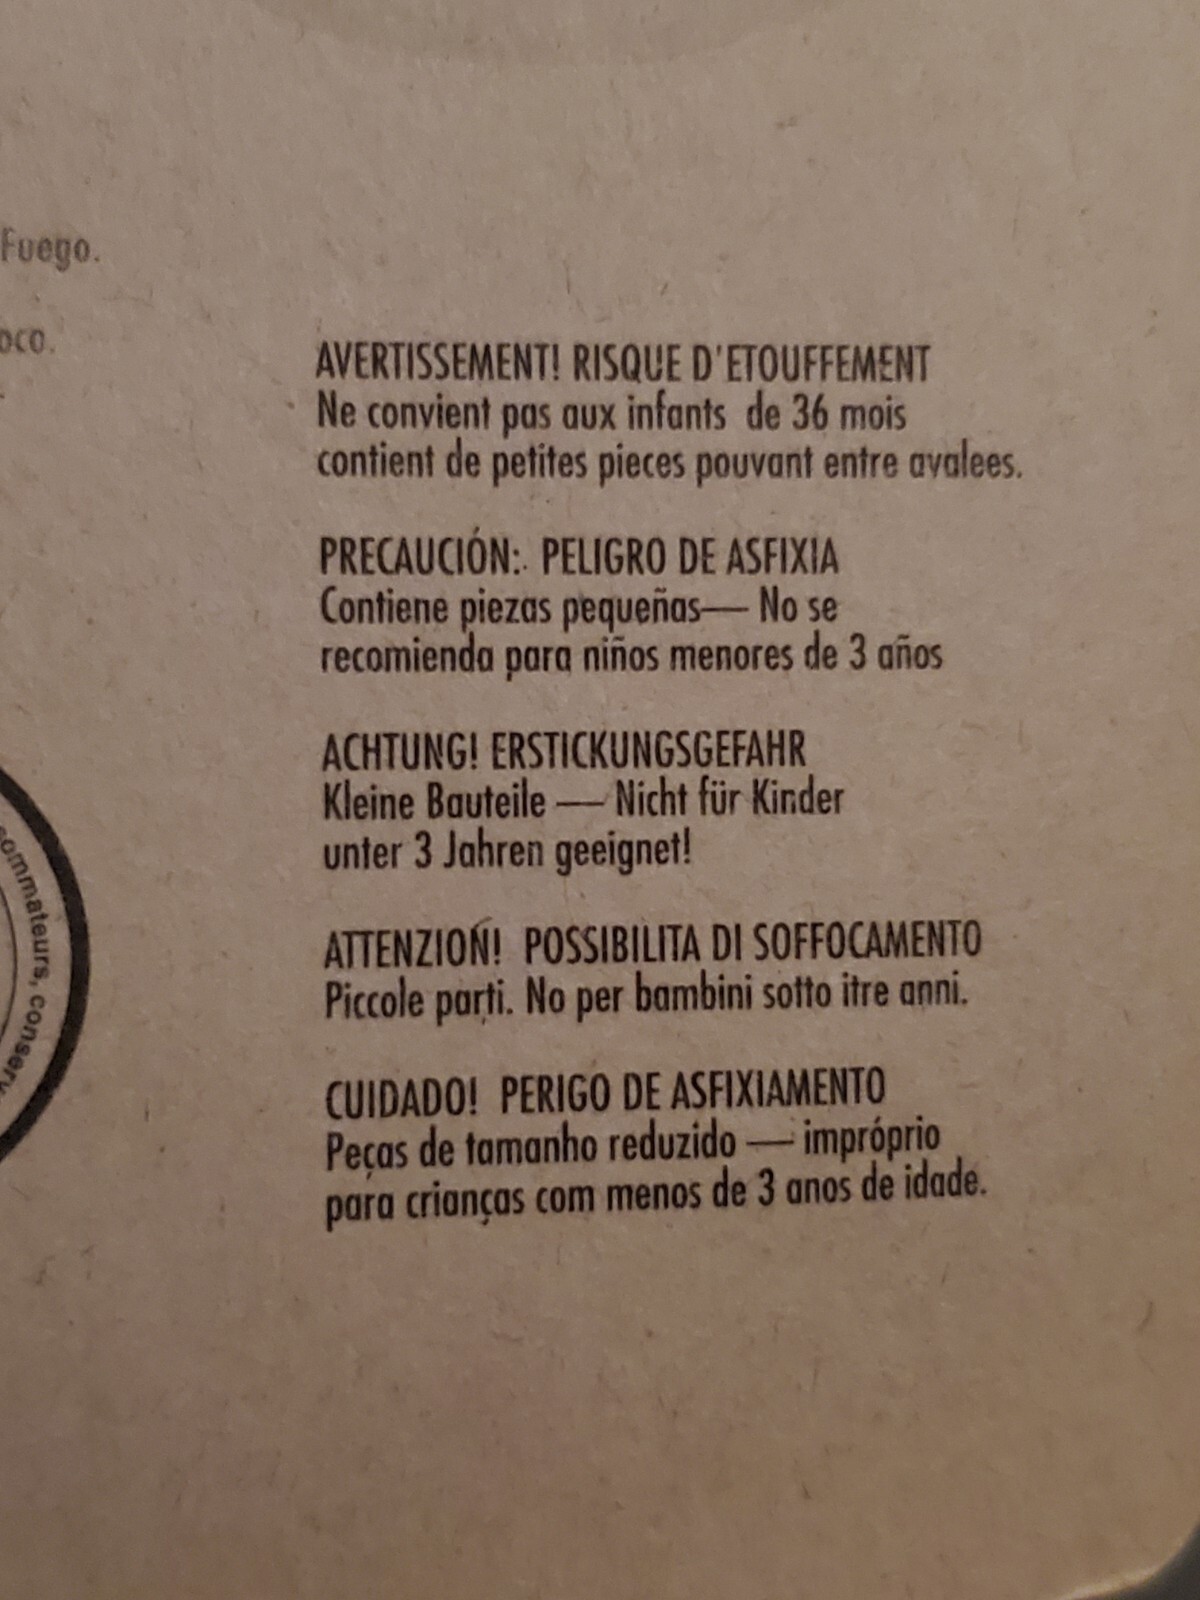 Fuego.
AVERTISSEMENT! RISQUE D'ETOUFFEMENT
Ne convient pas aux infants de 36 mois
contient de petites pieces pouvant entre avalees.
PRECAUCIÓN: PELIGRO DE ASFIXIA
Contiene piezas pequeñas— No se
recomienda para niños menores de 3 años
ACHTUNG! ERSTICKUNGSGEFAHR
Kleine Bauteile — Nicht für Kinder
unter 3 Jahren geeignet!
ATTENZION! POSSIBILITA DI SOFFOCAMENTO
Piccole parti. No per bambini sotto itre anni.
CUIDADO! PERIGO DE ASFIXIAMENTO
Peças de tamanho reduzido — impróprio
para crianças com menos de 3 anos de idade.